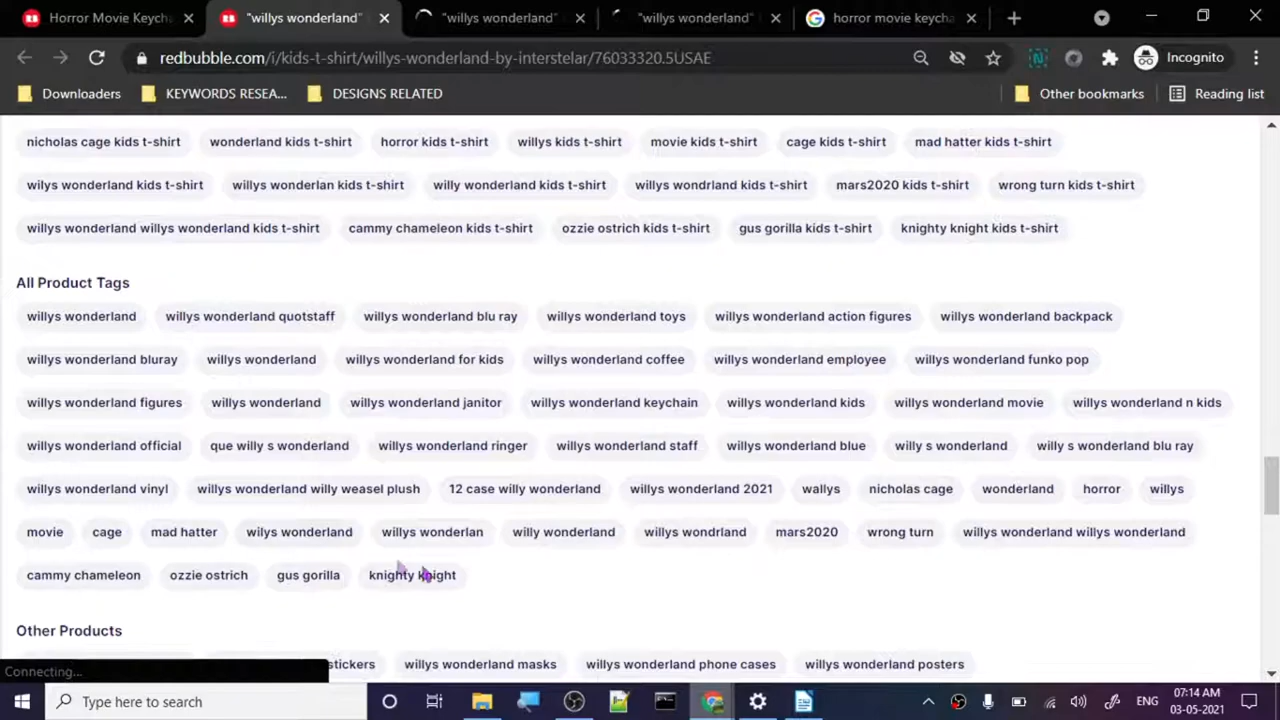 Horror Movie Keych
"willys wonderland"
"willys wonderland"
"willys wonderland"
horror movie keycha
redbubble.com/i/kids-t-shirt/willys-wonderland-by-interstelar/76033320.5USAE
Incognito
Downloaders
KEYWORDS RESEA...
DESIGNS RELATED
Other bookmarks
Reading list
nicholas cage kids t-shirt wonderland kids t-shirt horror kids t-shirt willys kids t-shirt movie kids t-shirt cage kids t-shirt mad hatter kids t-shirt
wilys wonderland kids t-shirt willys wonderlan kids t-shirt willy wonderland kids t-shirt willys wondrland kids t-shirt mars2020 kids t-shirt wrong turn kids t-shirt
willys wonderland willys wonderland kids t-shirt cammy chameleon kids t-shirt ozzie ostrich kids t-shirt gus gorilla kids t-shirt knighty knight kids t-shirt
All Product Tags
willys wonderland willys wonderland quotstaff willys wonderland blu ray willys wonderland toys willys wonderland action figures willys wonderland backpack
willys wonderland bluray willys wonderland willys wonderland for kids willys wonderland coffee willys wonderland employee willys wonderland funko pop
willys wonderland figures willys wonderland willys wonderland janitor willys wonderland keychain willys wonderland kids willys wonderland movie willys wonderland n kids
willys wonderland official que willy s wonderland willys wonderland ringer willys wonderland staff willys wonderland blue willy s wonderland willy s wonderland blu ray
willys wonderland vinyl willys wonderland willy weasel plush 12 case willy wonderland willys wonderland 2021 wallys nicholas cage wonderland horror willys
movie cage mad hatter wilys wonderland willys wonderlan willy wonderland willys wondrland mars2020 wrong turn willys wonderland willys wonderland
cammy chameleon ozzie ostrich gus gorilla knighty knight
Other Products
stickers willys wonderland masks willys wonderland phone cases willys wonderland posters
Connecting...
Type here to search
ENG
07:14 AM
03-05-2021